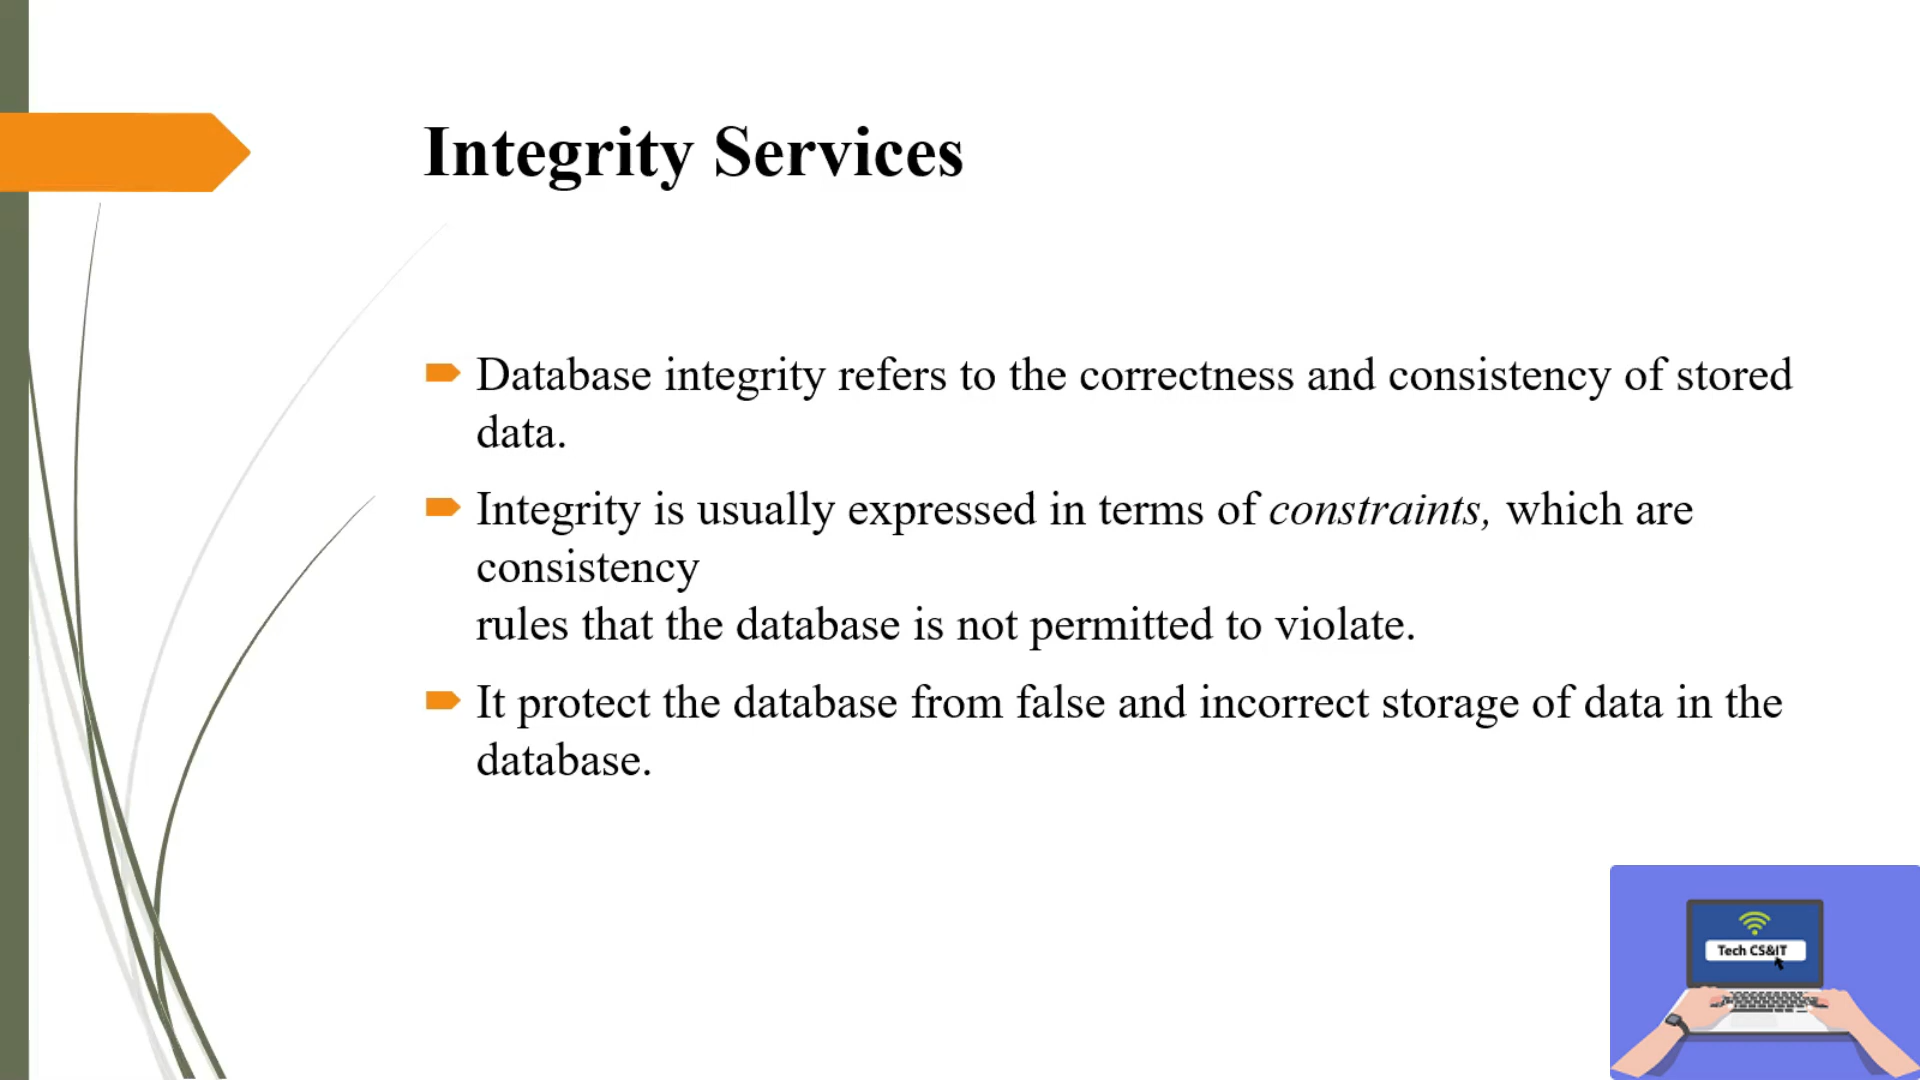 Integrity Services
Database integrity refers to the correctness and consistency of stored
data.
Integrity is usually expressed in terms of constraints, which are
consistency
rules that the database is not permitted to violate.
It protect the database from false and incorrect storage of data in the
database.
Tech CS&IT